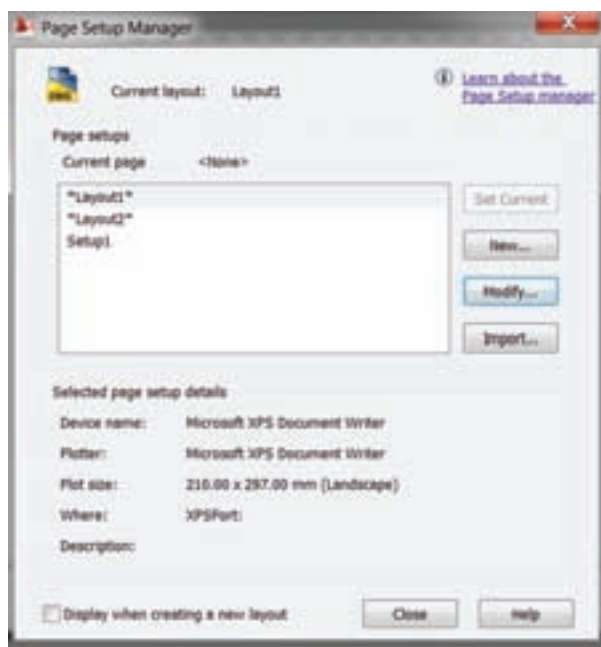 Page Setup Manager
Current layout: Layout1
Learn about the
Page Setup manager
Page setups
Current page <None>
*Layout1*
*Layout2*
Setup1
Set Current
New...
Modify...
Import...
Selected page setup details
Device name: Microsoft XPS Document Writer
Plotter: Microsoft XPS Document Writer
Plot size: 210.00 x 297.00 mm (Landscape)
Where: XPSPort:
Description:
Display when creating a new layout
Close
Help